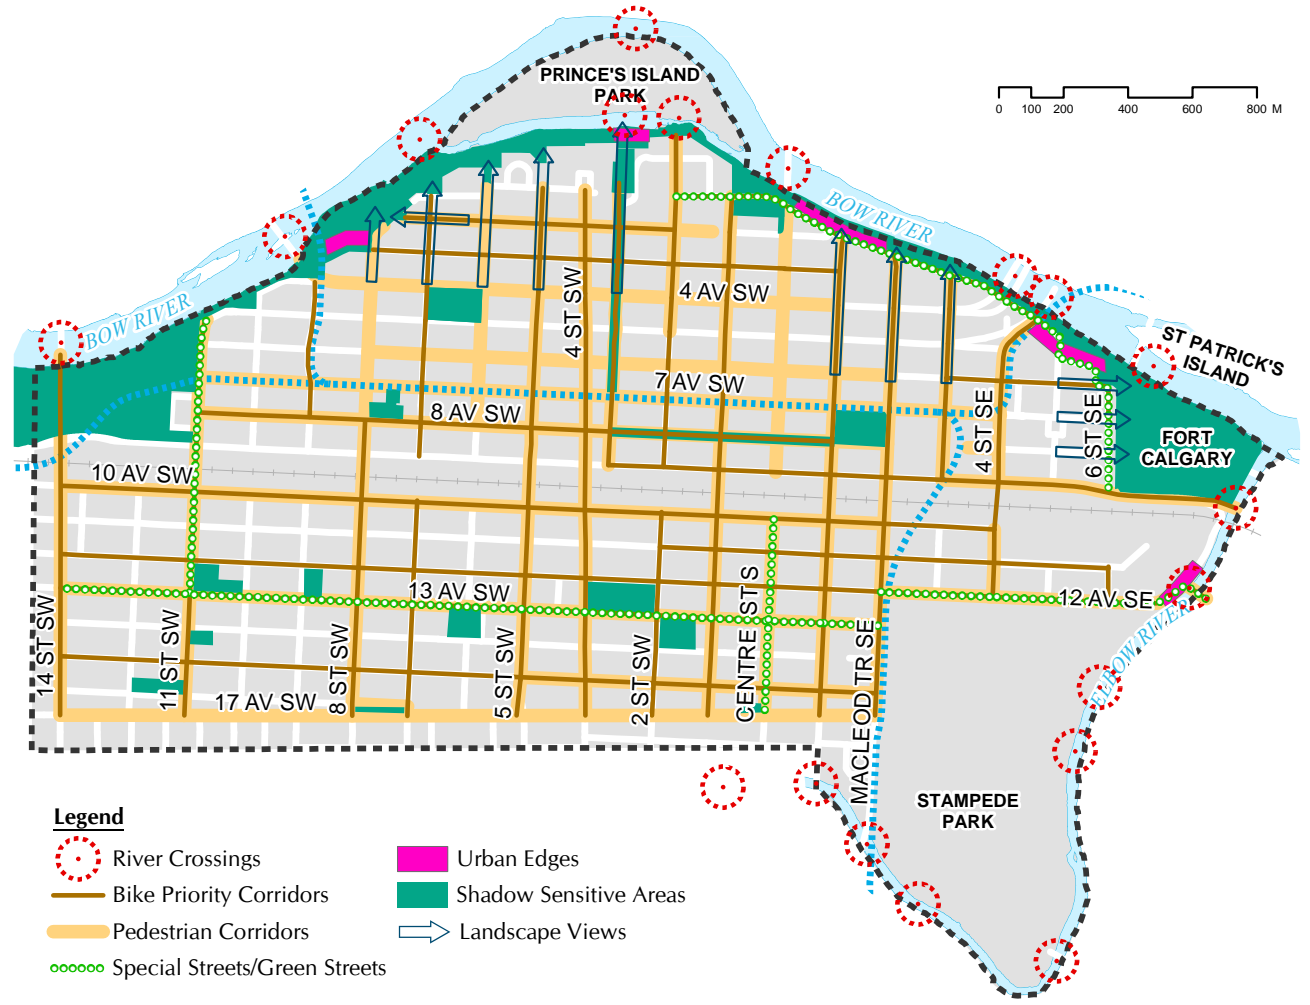 PRINCE'S ISLAND
PARK
0 100 200 400 600 800 M
BOW RIVER
BOW RIVER
4 ST SW
4 AV SW
ST PATRICK'S
ISLAND
7 AV SW
8 AV SW
4 ST SE
6 ST SE
FORT
CALGARY
10 AV SW
13 AV SW
12 AV SE
14 ST SW
11 ST SW
8 ST SW
5 ST SW
2 ST SW
CENTRE ST S
MACLEOD TR SE
ELBOW RIVER
17 AV SW
STAMPEDE
PARK
Legend
River Crossings
Bike Priority Corridors
Pedestrian Corridors
Special Streets/Green Streets
Urban Edges
Shadow Sensitive Areas
Landscape Views